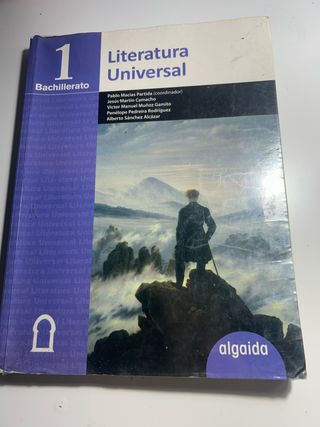 1
Bachillerato
Literatura
Universal
Pablo Macías Partida (coordinador)
Jesús Martín Camacho
Víctor Manuel Muñoz Gamito
Penélope Pedreira Rodríguez
Alberto Sánchez Alcázar
algaida